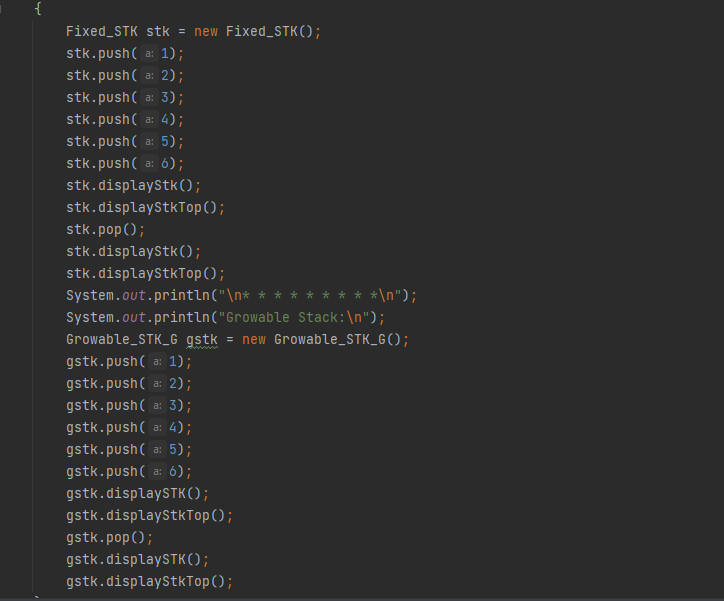 {
Fixed_STK stk = new Fixed_STK();
stk.push( a: 1);
stk.push( a: 2);
stk.push( a: 3);
stk.push( a: 4);
stk.push( a: 5);
stk.push( a: 6);
stk.displayStk();
stk.displayStkTop();
stk.pop();
stk.displayStk();
stk.displayStkTop();
System.out.println("\n* * * * * * * * *\n");
System.out.println("Growable Stack:\n");
Growable_STK_G gstk = new Growable_STK_G();
gstk.push( a: 1);
gstk.push( a: 2);
gstk.push( a: 3);
gstk.push( a: 4);
gstk.push( a: 5);
gstk.push( a: 6);
gstk.displaySTK();
gstk.displayStkTop();
gstk.pop();
gstk.displaySTK();
gstk.displayStkTop();